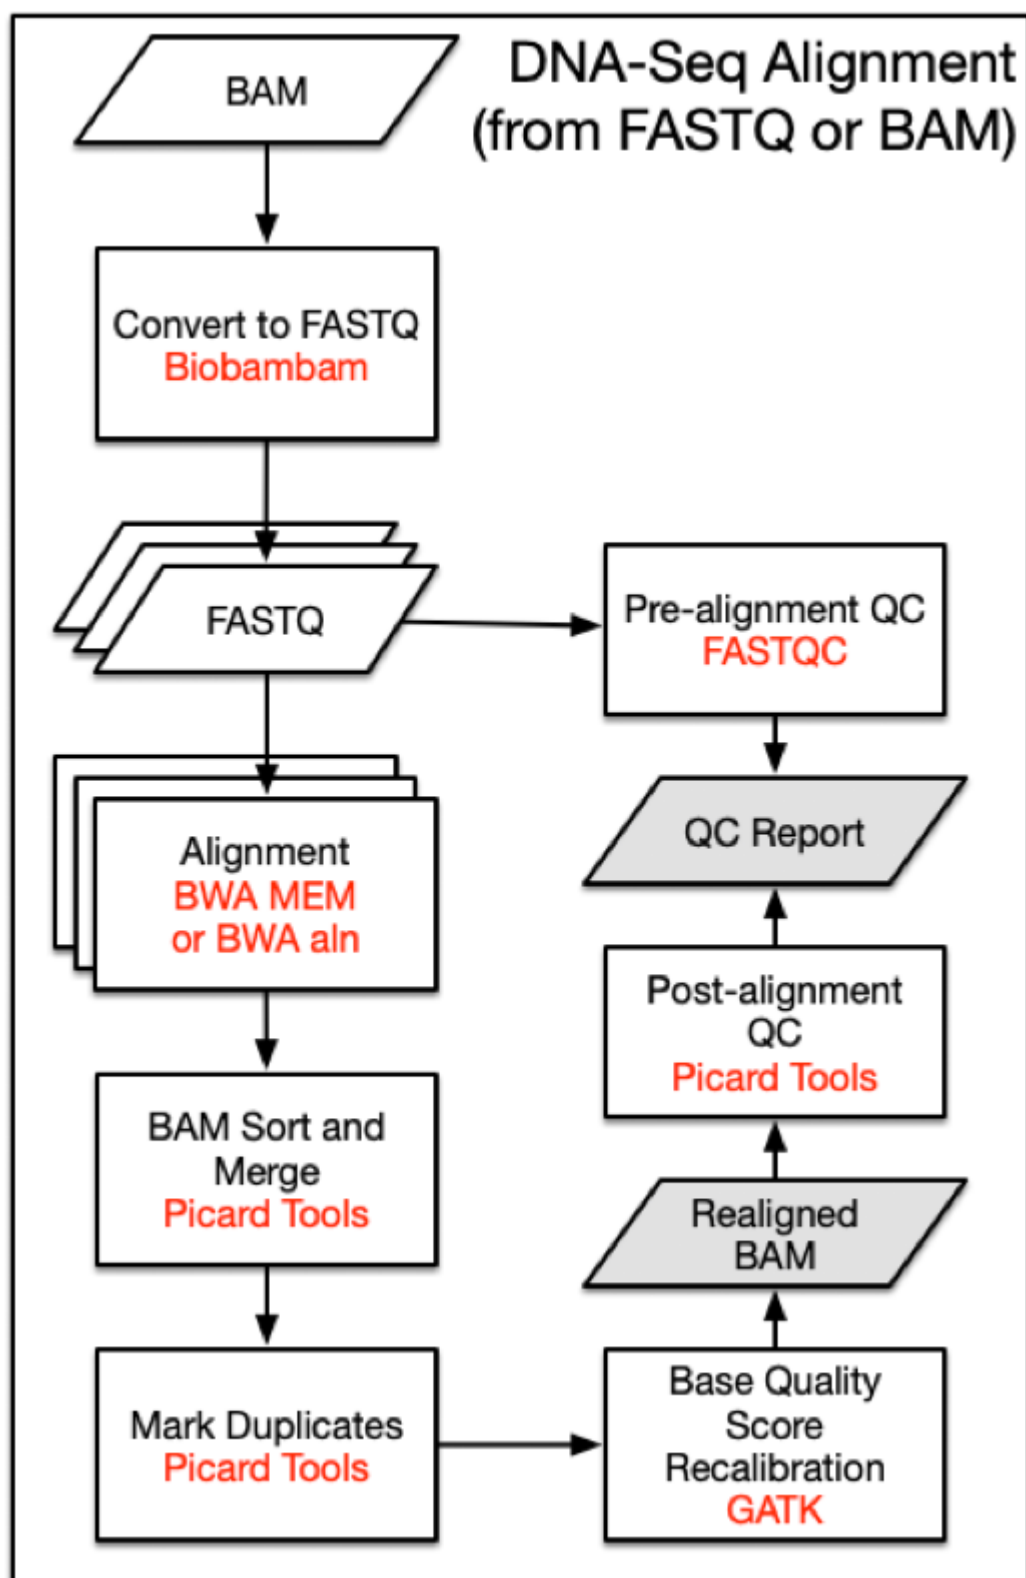 DNA-Seq Alignment
(from FASTQ or BAM)
BAM
Convert to FASTQ
Biobambam
FASTQ
Pre-alignment QC
FASTQC
QC Report
Alignment
BWA MEM
or BWA aln
Post-alignment
QC
Picard Tools
BAM Sort and
Merge
Picard Tools
Realigned
BAM
Mark Duplicates
Picard Tools
Base Quality
Score
Recalibration
GATK